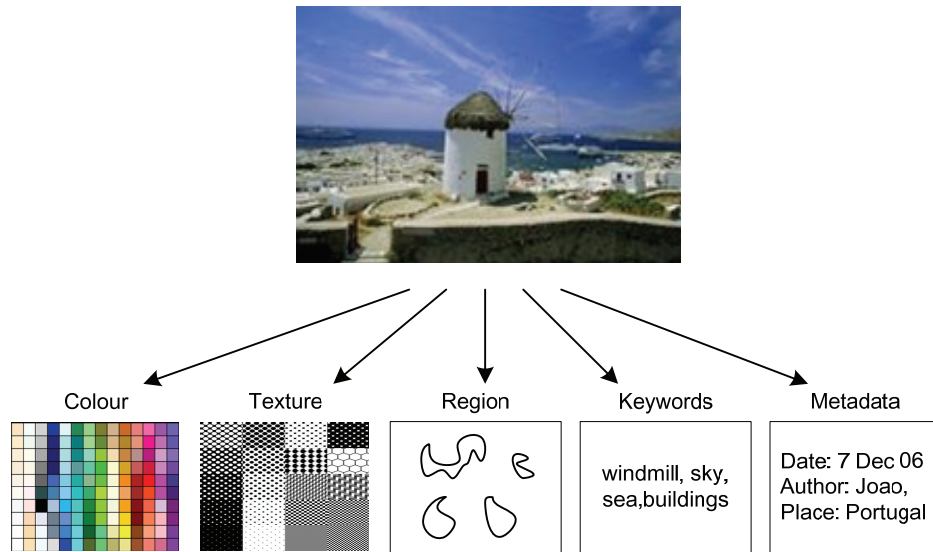 Colour
Texture
Region
Keywords
Metadata
windmill, sky,
sea,buildings
Date: 7 Dec 06
Author: Joao,
Place: Portugal